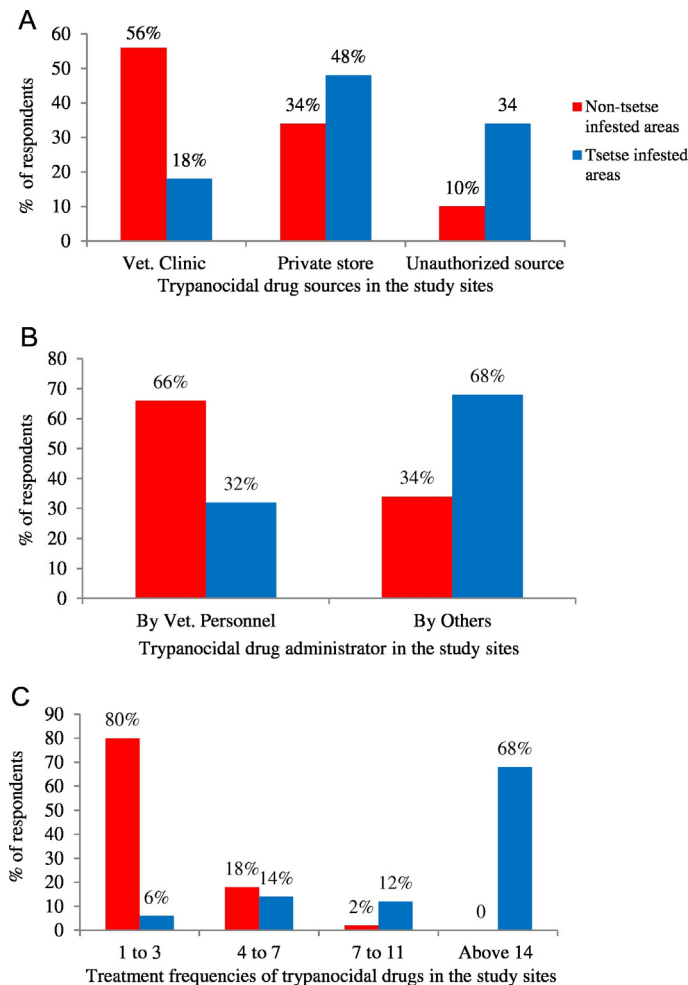 A
% of respondents
60
50
40
30
20
10
0
56%
18%
34%
48%
10%
34
Vet. Clinic
Private store
Unauthorized source
Trypanocidal drug sources in the study sites
Non-tsetse
infested areas
Tsetse infested
areas
B
% of respondents
80
70
60
50
40
30
20
10
0
66%
32%
34%
68%
By Vet. Personnel
By Others
Trypanocidal drug administrator in the study sites
C
% of respondents
90
80
70
60
50
40
30
20
10
0
80%
6%
18%
14%
2%
12%
0
68%
1 to 3
4 to 7
7 to 11
Above 14
Treatment frequencies of trypanocidal drugs in the study sites